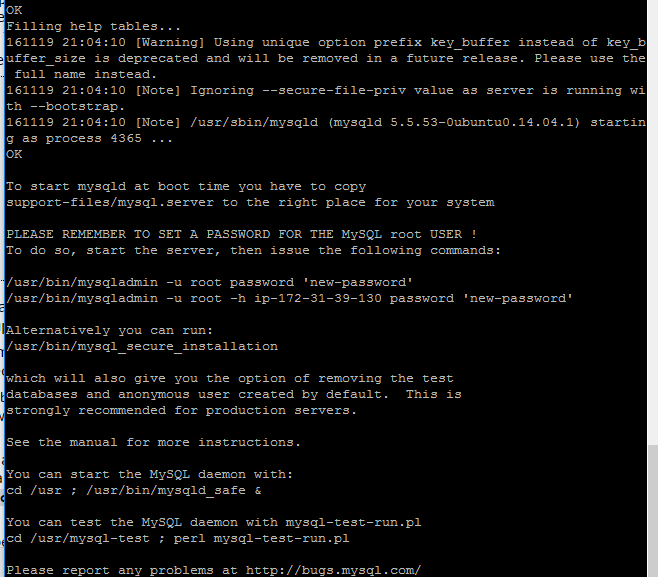 OK
Filling help tables...
161119 21:04:10 [Warning] Using unique option prefix key_buffer instead of key_b
uffer_size is deprecated and will be removed in a future release. Please use the
 full name instead.
161119 21:04:10 [Note] Ignoring --secure-file-priv value as server is running wi
th --bootstrap.
161119 21:04:10 [Note] /usr/sbin/mysqld (mysqld 5.5.53-0ubuntu0.14.04.1) startin
g as process 4365 ...
OK
To start mysqld at boot time you have to copy
support-files/mysql.server to the right place for your system
PLEASE REMEMBER TO SET A PASSWORD FOR THE MySQL root USER !
To do so, start the server, then issue the following commands:
/usr/bin/mysqladmin -u root password 'new-password'
/usr/bin/mysqladmin -u root -h ip-172-31-39-130 password 'new-password'
Alternatively you can run:
/usr/bin/mysql_secure_installation
which will also give you the option of removing the test
databases and anonymous user created by default.  This is
strongly recommended for production servers.
See the manual for more instructions.
You can start the MySQL daemon with:
cd /usr ; /usr/bin/mysqld_safe &
You can test the MySQL daemon with mysql-test-run.pl
cd /usr/mysql-test ; perl mysql-test-run.pl
Please report any problems at http://bugs.mysql.com/